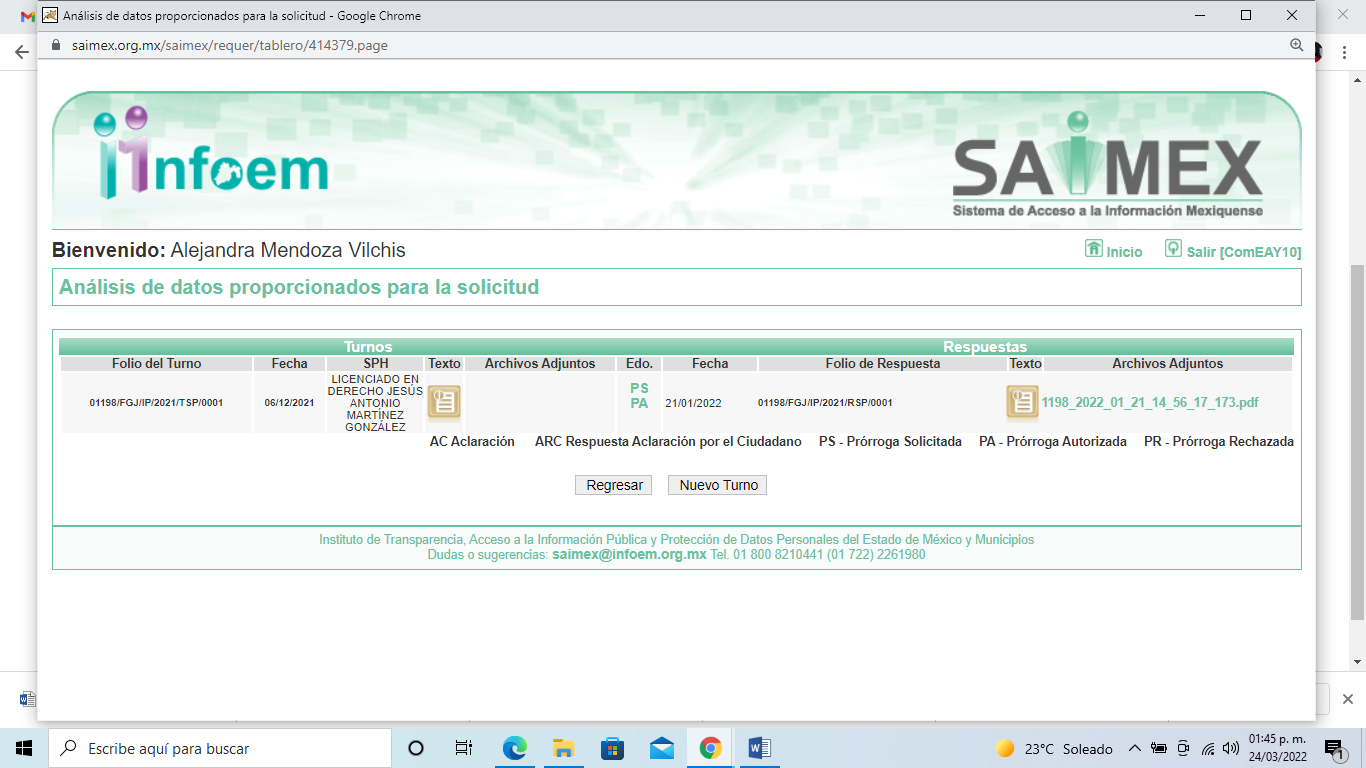 Análisis de datos proporcionados para la solicitud - Google Chrome
saimex.org.mx/saimex/requer/tablero/414379.page
infoem
SAIMEX
Sistema de Acceso a la Información Mexiquense
Bienvenido: Alejandra Mendoza Vilchis
Inicio Salir [ComEAY10]
Análisis de datos proporcionados para la solicitud
Turnos Respuestas
Folio del Turno Fecha SPH Texto Archivos Adjuntos Edo. Fecha Folio de Respuesta Texto Archivos Adjuntos
01198/FGJ/IP/2021/TSP/0001 06/12/2021 LICENCIADO EN DERECHO JESÚS ANTONIO MARTÍNEZ GONZÁLEZ PS PA 21/01/2022 01198/FGJ/IP/2021/RSP/0001 1198_2022_01_21_14_56_17_173.pdf
AC Aclaración ARC Respuesta Aclaración por el Ciudadano PS - Prórroga Solicitada PA - Prórroga Autorizada PR - Prórroga Rechazada
Regresar Nuevo Turno
Instituto de Transparencia, Acceso a la Información Pública y Protección de Datos Personales del Estado de México y Municipios
Dudas o sugerencias: saimex@infoem.org.mx Tel. 01 800 8210441 (01 722) 2261980
Escribe aquí para buscar
23°C Soleado
01:45 p. m.
24/03/2022
1